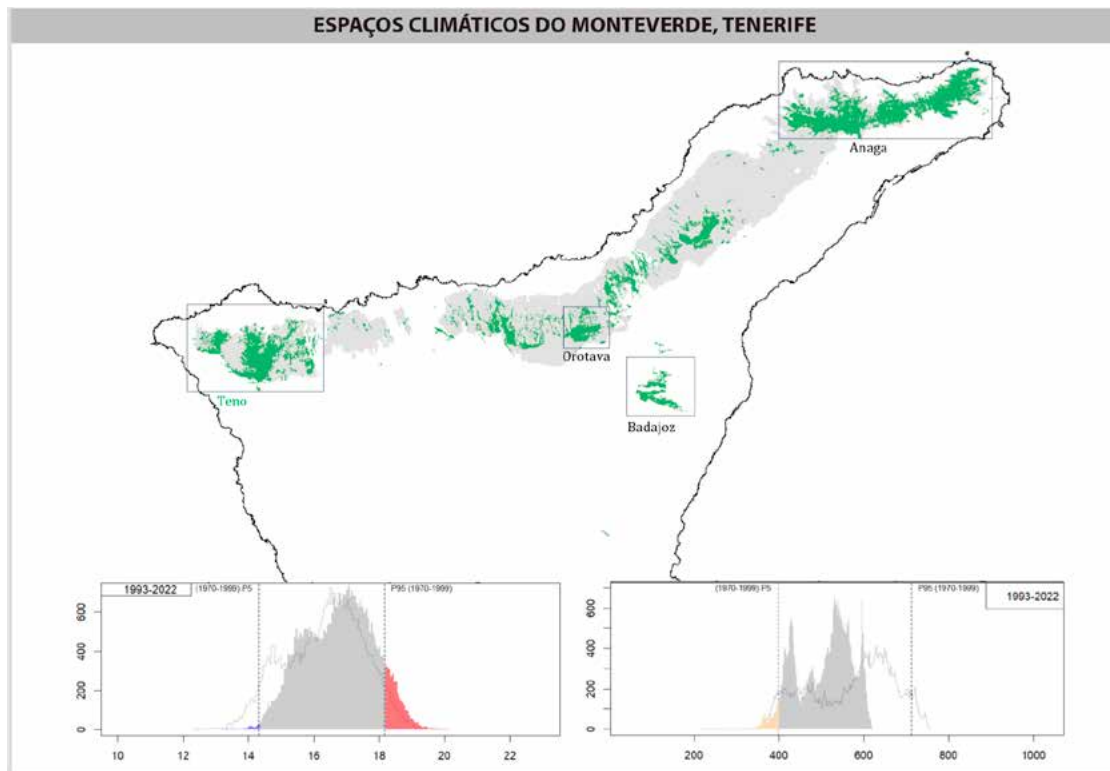 ESPAÇOS CLIMÁTICOS DO MONTEVERDE, TENERIFE
Anaga
Orotava
Teno
Badajoz
1993-2022
(1970-1999) P5
P95 (1970-1999)
600
400
200
0
10 12 14 16 18 20 22
(1970-1999) P5
P95 (1970-1999)
1993-2022
600
400
200
0
200 400 600 800 1000